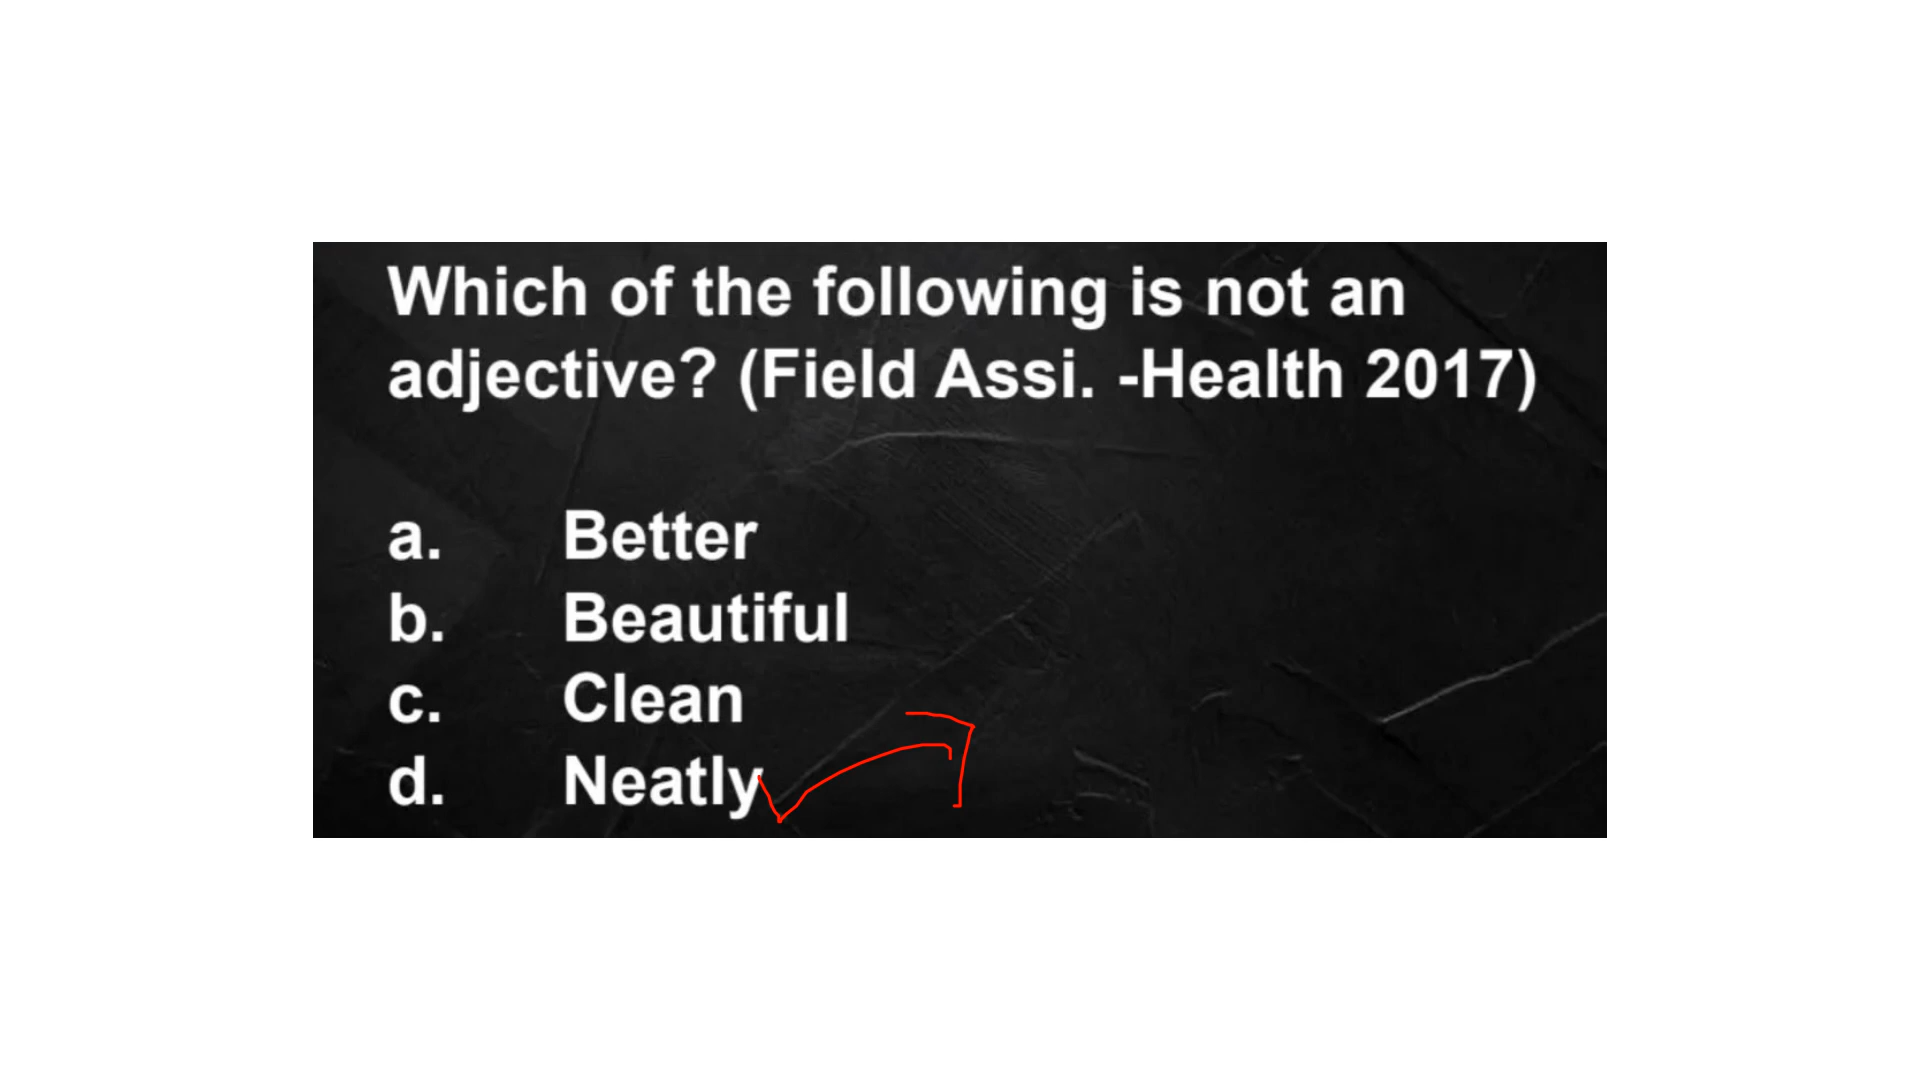 Which of the following is not an
adjective? (Field Assi. -Health 2017)
a. Better
b. Beautiful
c. Clean
d. Neatly